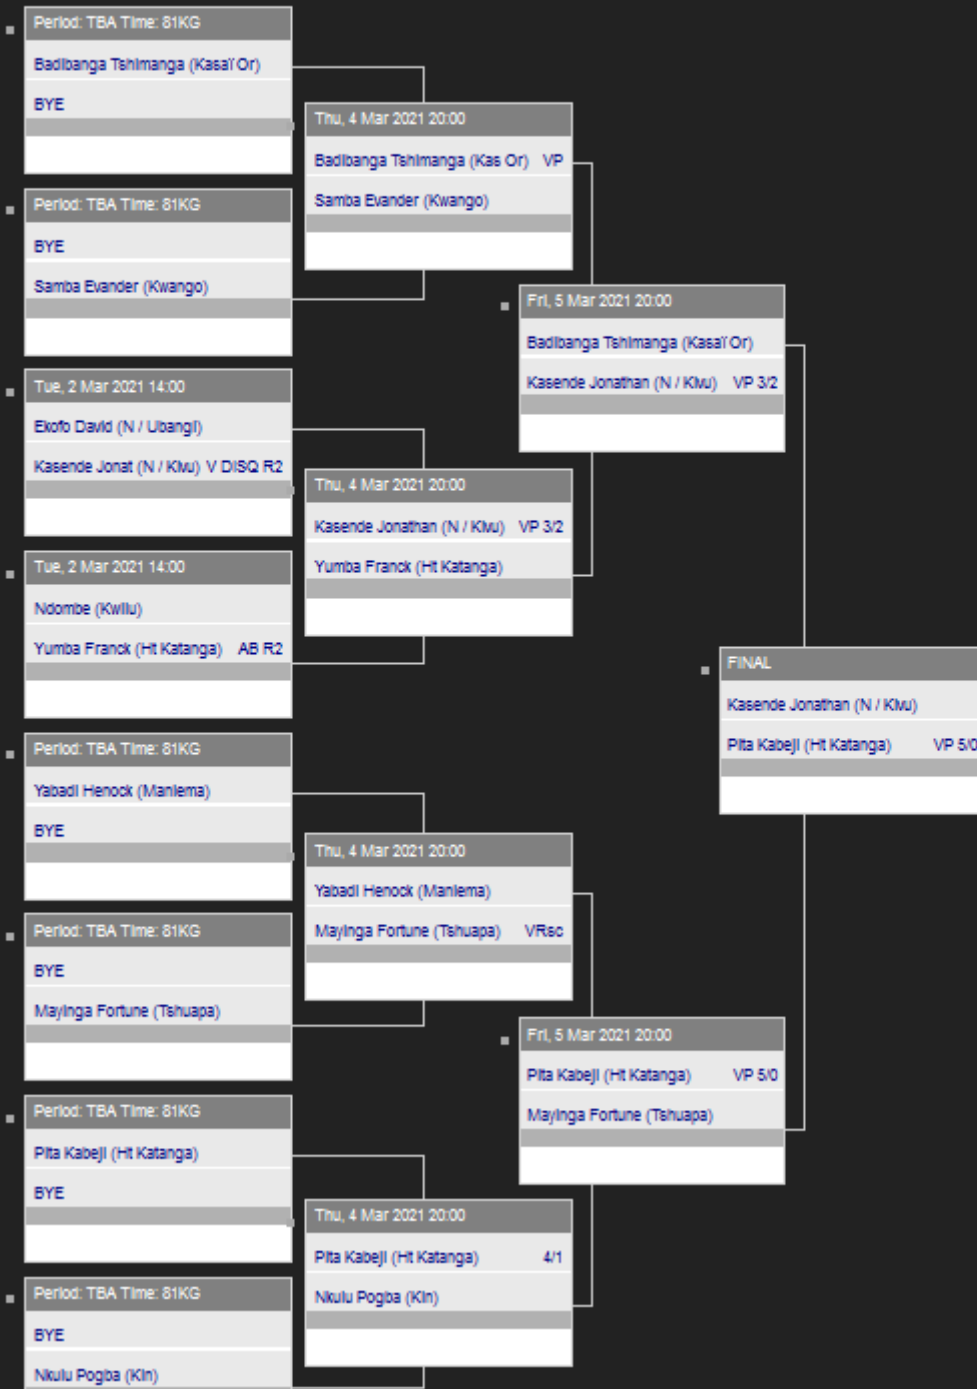 Period: TBA Time: 81KG
Badibanga Tshimanga (Kasaï Or)
BYE
Period: TBA Time: 81KG
BYE
Samba Evander (Kwango)
Tue, 2 Mar 2021 14:00
Ekofo David (N / Ubangi)
Kasende Jonat (N / Kivu) V DISQ R2
Tue, 2 Mar 2021 14:00
Ndombe (Kwilu)
Yumba Franck (Ht Katanga) AB R2
Period: TBA Time: 81KG
Yabadi Henock (Maniema)
BYE
Period: TBA Time: 81KG
BYE
Mayinga Fortune (Tshuapa)
Period: TBA Time: 81KG
Pita Kabeji (Ht Katanga)
BYE
Period: TBA Time: 81KG
BYE
Nkulu Pogba (Kin)
Thu, 4 Mar 2021 20:00
Badibanga Tshimanga (Kas Or) VP
Samba Evander (Kwango)
Thu, 4 Mar 2021 20:00
Kasende Jonathan (N / Kivu) VP 3/2
Yumba Franck (Ht Katanga)
Thu, 4 Mar 2021 20:00
Yabadi Henock (Maniema)
Mayinga Fortune (Tshuapa) VRsc
Thu, 4 Mar 2021 20:00
Pita Kabeji (Ht Katanga) 4/1
Nkulu Pogba (Kin)
Fri, 5 Mar 2021 20:00
Badibanga Tshimanga (Kasaï Or)
Kasende Jonathan (N / Kivu) VP 3/2
Fri, 5 Mar 2021 20:00
Pita Kabeji (Ht Katanga) VP 5/0
Mayinga Fortune (Tshuapa)
FINAL
Kasende Jonathan (N / Kivu)
Pita Kabeji (Ht Katanga) VP 5/0